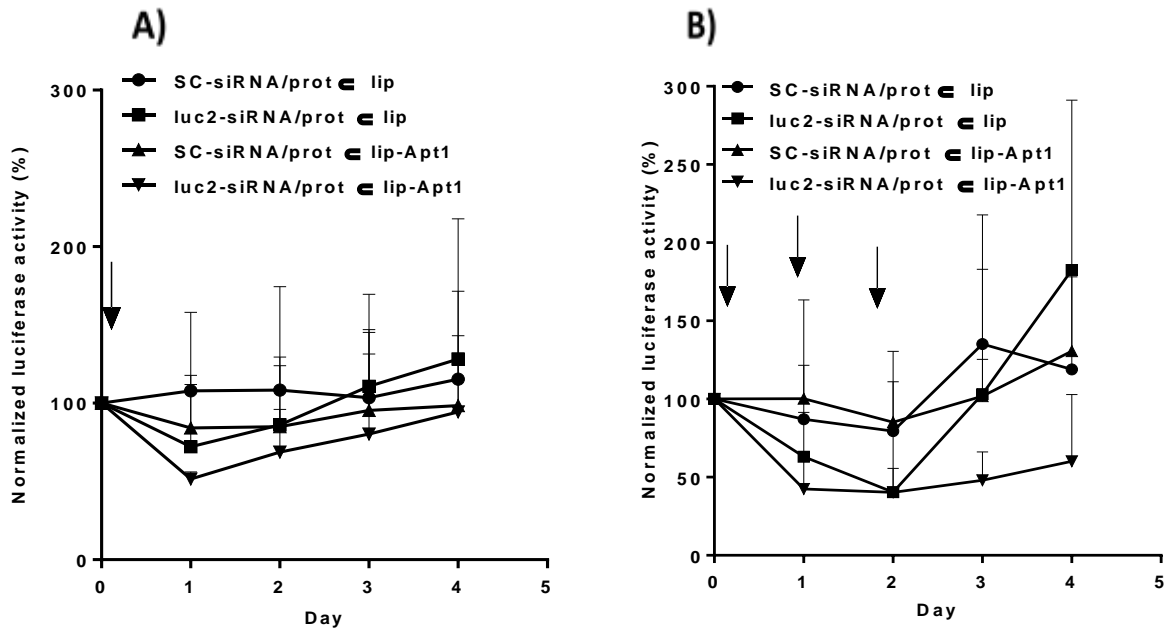 A)
SC-siRNA/prot ⊂ lip
luc2-siRNA/prot ⊂ lip
SC-siRNA/prot ⊂ lip-Apt1
luc2-siRNA/prot ⊂ lip-Apt1
Normalized luciferase activity (%)
300
200
100
0
0 1 2 3 4 5
Day
B)
SC-siRNA/prot ⊂ lip
luc2-siRNA/prot ⊂ lip
SC-siRNA/prot ⊂ lip-Apt1
luc2-siRNA/prot ⊂ lip-Apt1
Normalized luciferase activity (%)
300
250
200
150
100
50
0
0 1 2 3 4 5
Day